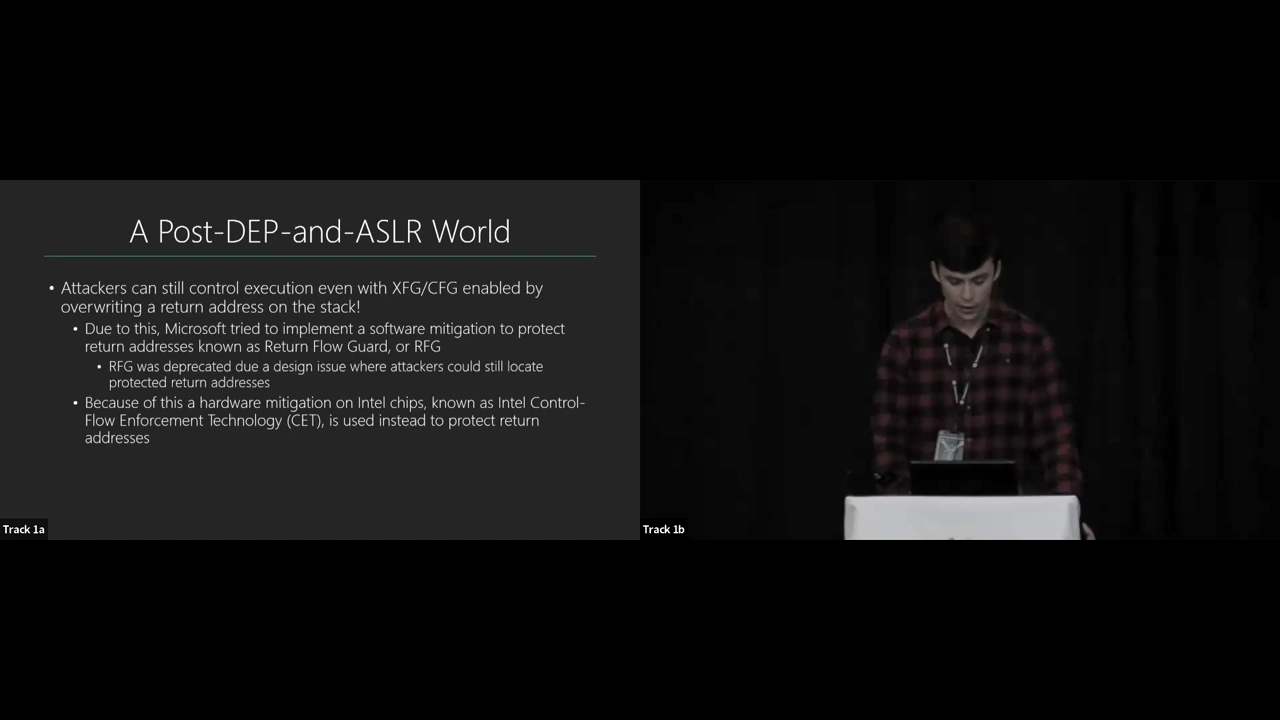 A Post-DEP-and-ASLR World
• Attackers can still control execution even with XFG/CFG enabled by
overwriting a return address on the stack!
• Due to this, Microsoft tried to implement a software mitigation to protect
return addresses known as Return Flow Guard, or RFG
• RFG was deprecated due a design issue where attackers could still locate
protected return addresses
• Because of this a hardware mitigation on Intel chips, known as Intel Control-
Flow Enforcement Technology (CET), is used instead to protect return
addresses
Track 1a
Track 1b